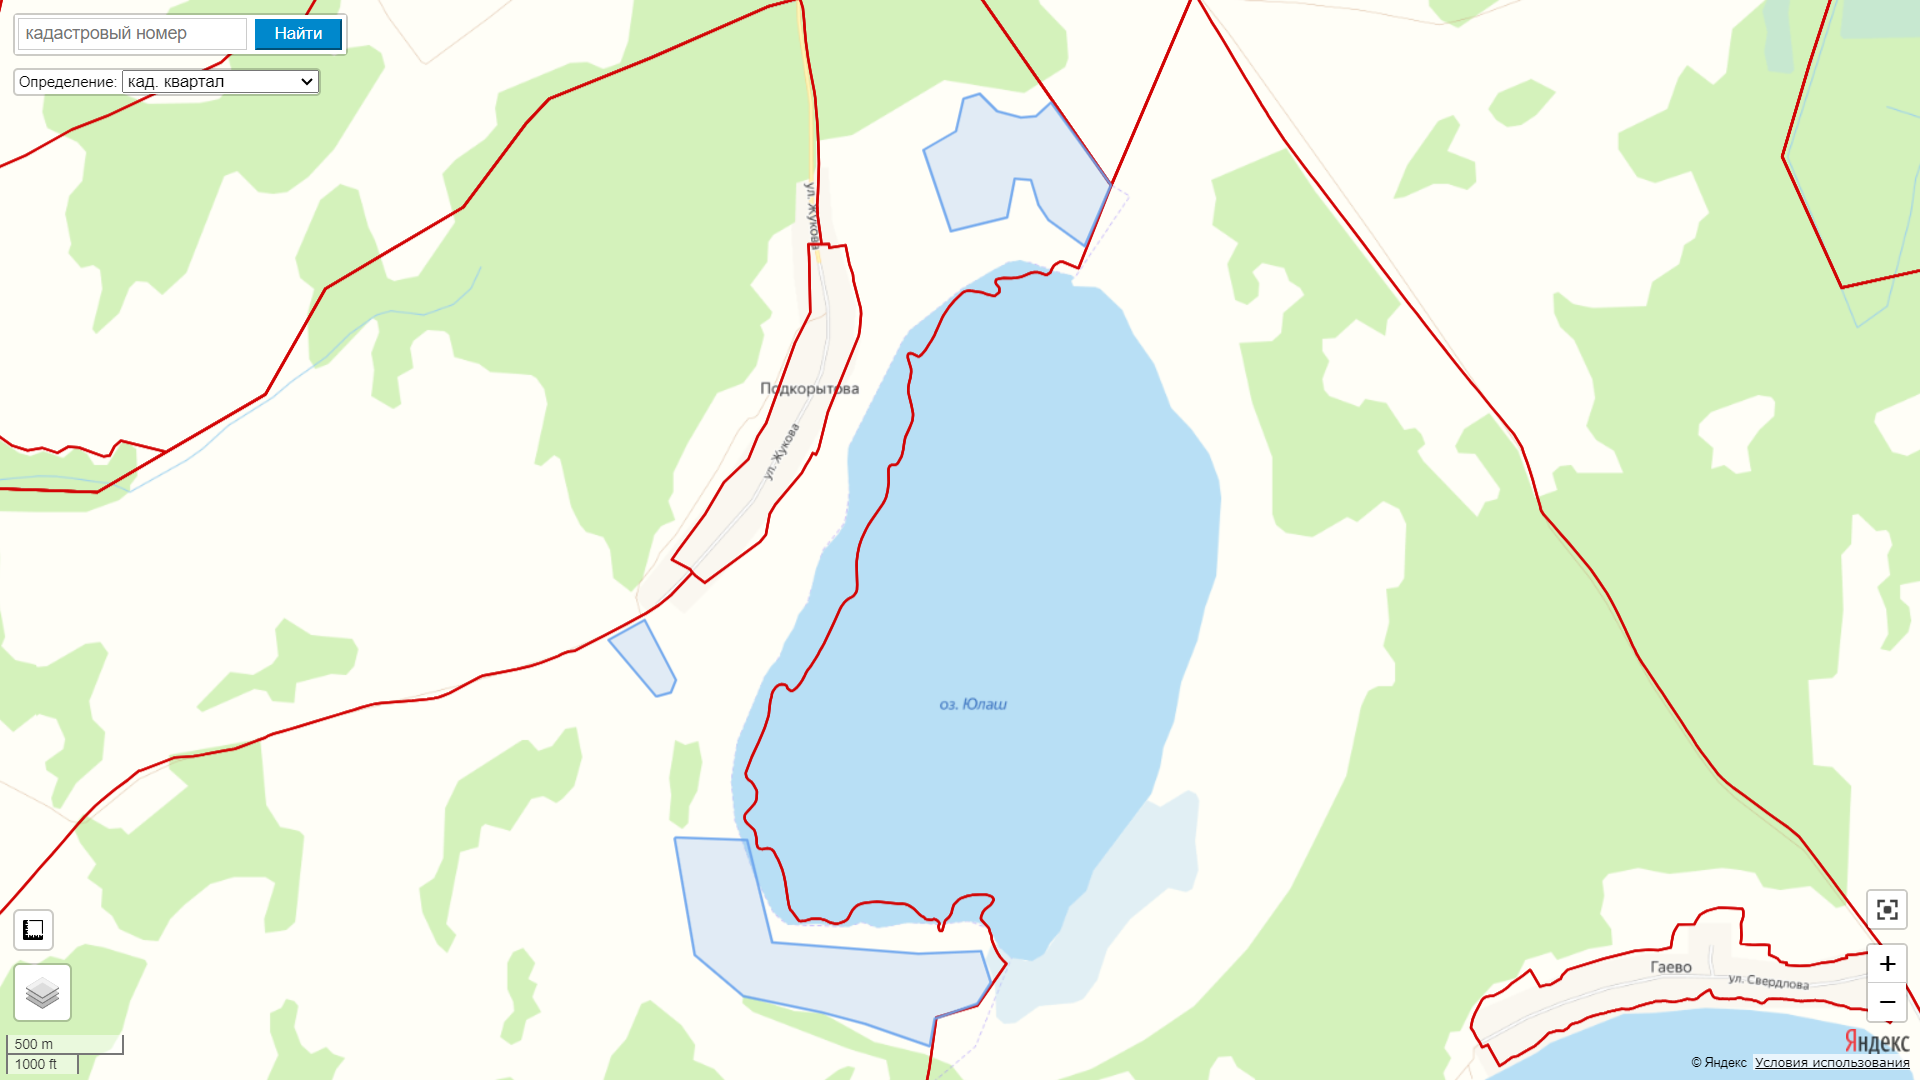 кадастровый номер
Найти
Определение:
кад. квартал
ул. Жукова
Подкорытова
ул. Жукова
оз. Юлаш
Гаево
ул. Свердлова
+
−
500 m
1000 ft
Яндекс
© Яндекс Условия использования